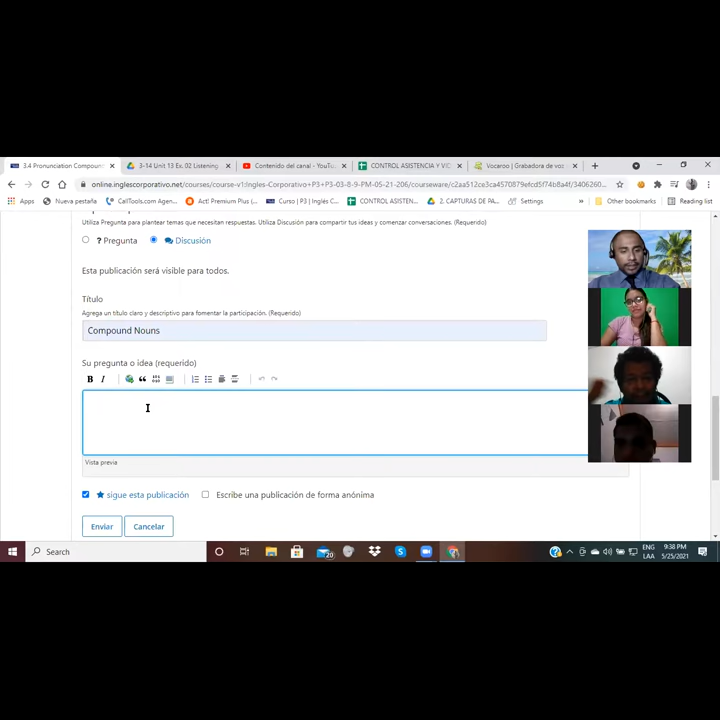 3.4 Pronunciation Compoun
3-14 Unit 13 Ex. 02 Listening
Contenido del canal - YouTu
CONTROL ASISTENCIA Y VIC
Vocaroo | Grabadora de vos
online.inglescorporativo.net/courses/course-v1:Ingles-Corporativo+P3+P3-03-8-9-PM-05-21-206/courseware/c2aa512ce3ca4570879efcd5f74b8a4f/3406260...
Apps
Nueva pestaña
CallTools.com Agen...
Act! Premium Plus (...
Curso | P3 | Inglés C...
CONTROL ASISTEN...
2. CAPTURAS DE PA...
Settings
Other bookmarks
Reading list
Utiliza Pregunta para plantear temas que necesitan respuestas. Utiliza Discusión para compartir tus ideas y comenzar conversaciones. (Requerido)
? Pregunta
Discusión
Esta publicación será visible para todos.
Título
Agrega un título claro y descriptivo para fomentar la participación. (Requerido)
Compound Nouns
Su pregunta o idea (requerido)
B I
Vista previa
sigue esta publicación
Escribe una publicación de forma anónima
Enviar
Cancelar
Search
20
ENG
LAA
9:38 PM
5/25/2021